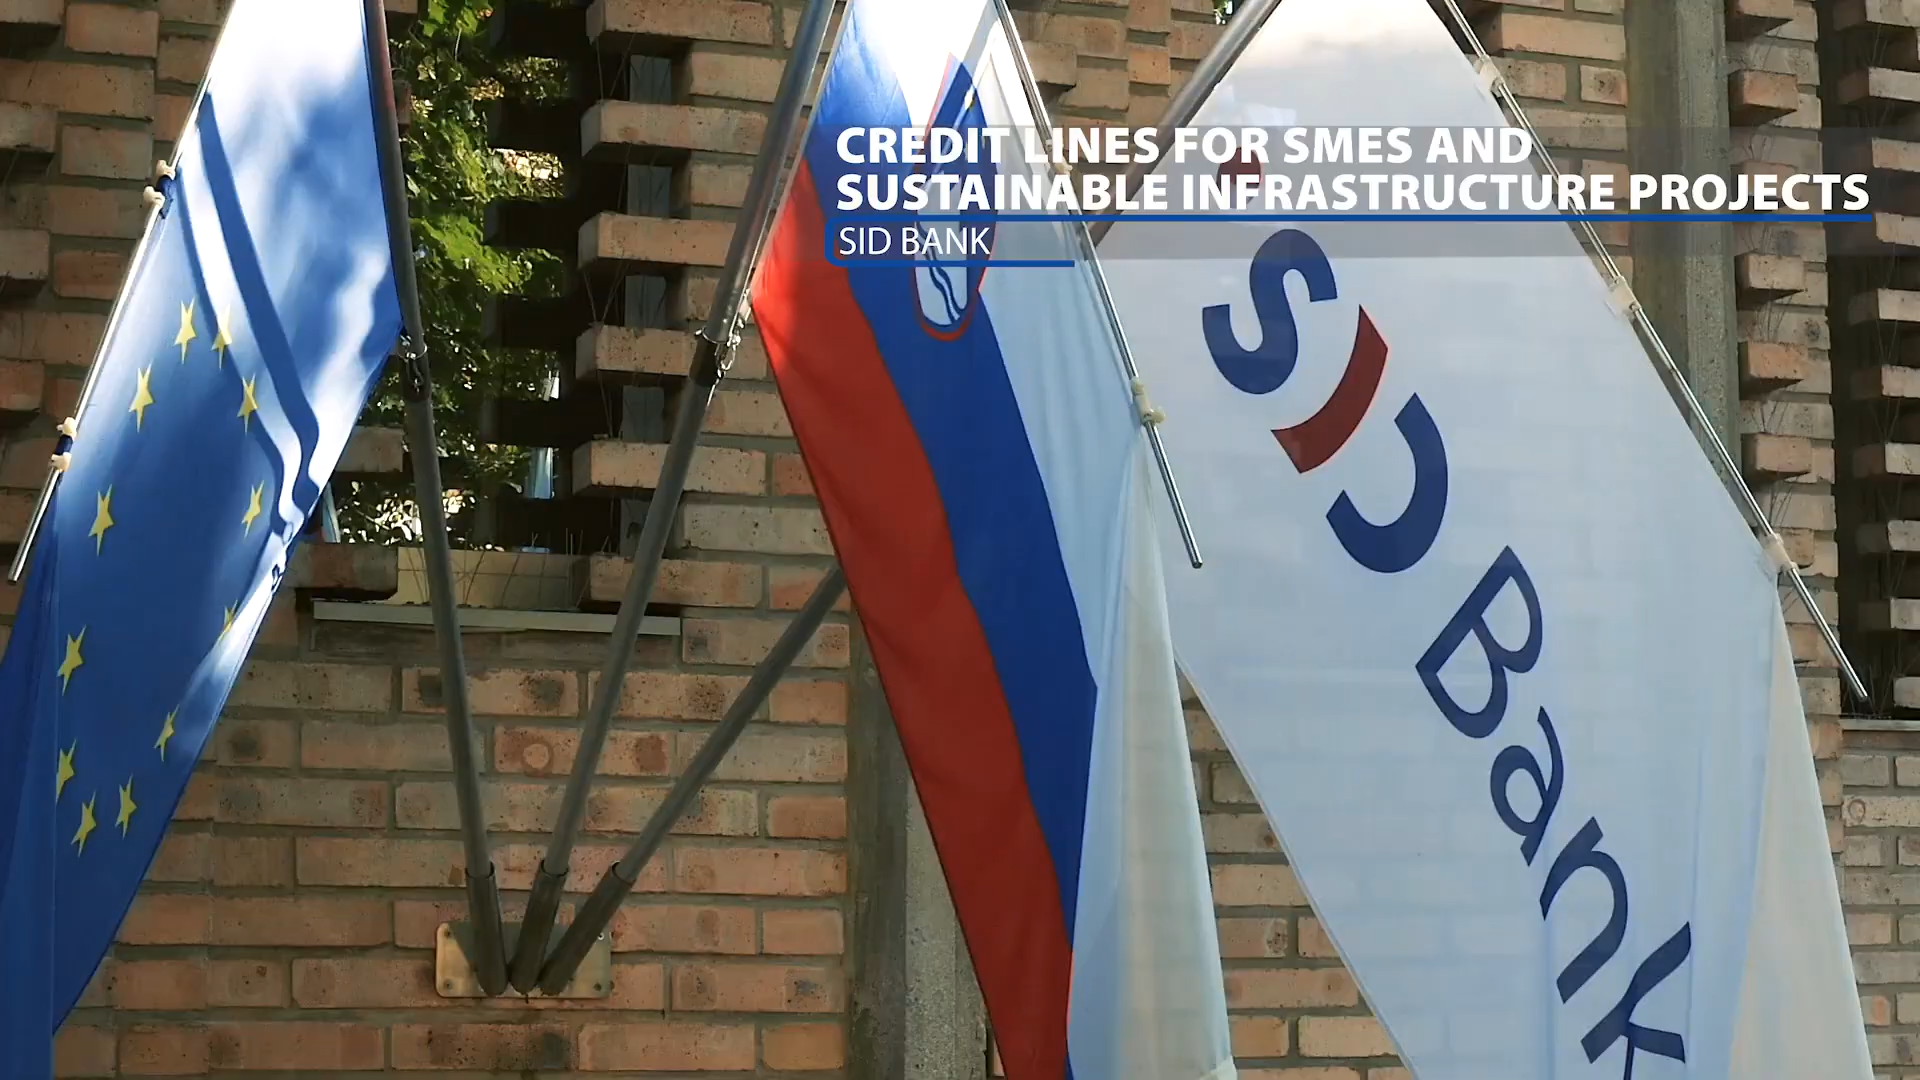 CREDIT LINES FOR SMES AND
SUSTAINABLE INFRASTRUCTURE PROJECTS
SID BANK
SID Bank